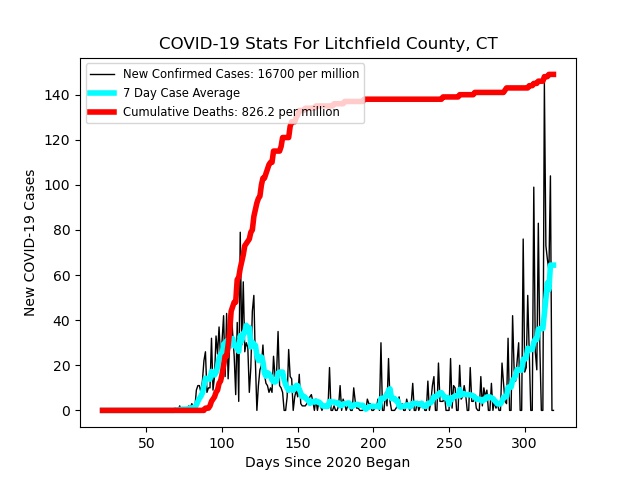 COVID-19 Stats For Litchfield County, CT
New Confirmed Cases: 16700 per million
7 Day Case Average
Cumulative Deaths: 826.2 per million
New COVID-19 Cases
140
120
100
80
60
40
20
0
50 100 150 200 250 300
Days Since 2020 Began